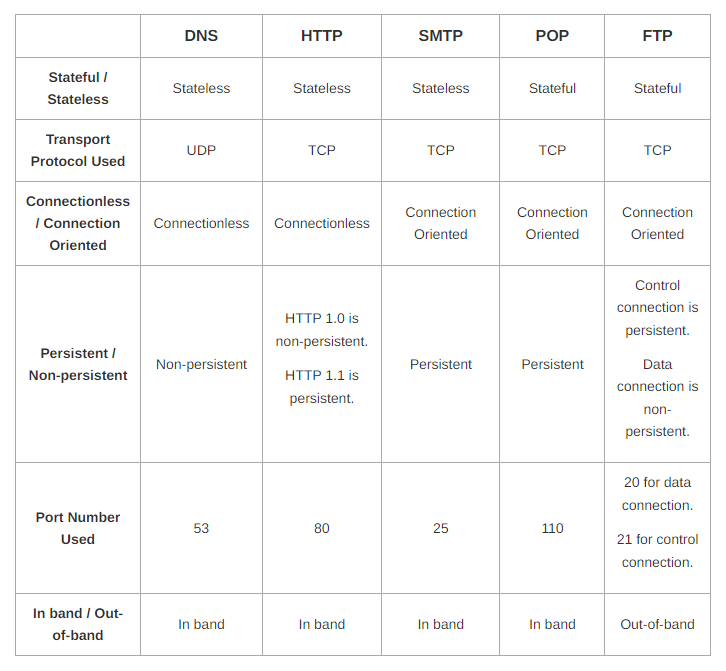 DNS HTTP SMTP POP FTP
Stateful /
Stateless
Stateless Stateless Stateless Stateful Stateful
Transport
Protocol Used
UDP TCP TCP TCP TCP
Connectionless
/ Connection
Oriented
Connectionless Connectionless
Connection
Oriented
Connection
Oriented
Connection
Oriented
Persistent /
Non-persistent
Non-persistent
HTTP 1.0 is
non-persistent.
HTTP 1.1 is
persistent.
Persistent Persistent
Control
connection is
persistent.
Data
connection is
non-
persistent.
Port Number
Used
53 80 25 110
20 for data
connection.
21 for control
connection.
In band / Out-
of-band
In band In band In band In band Out-of-band